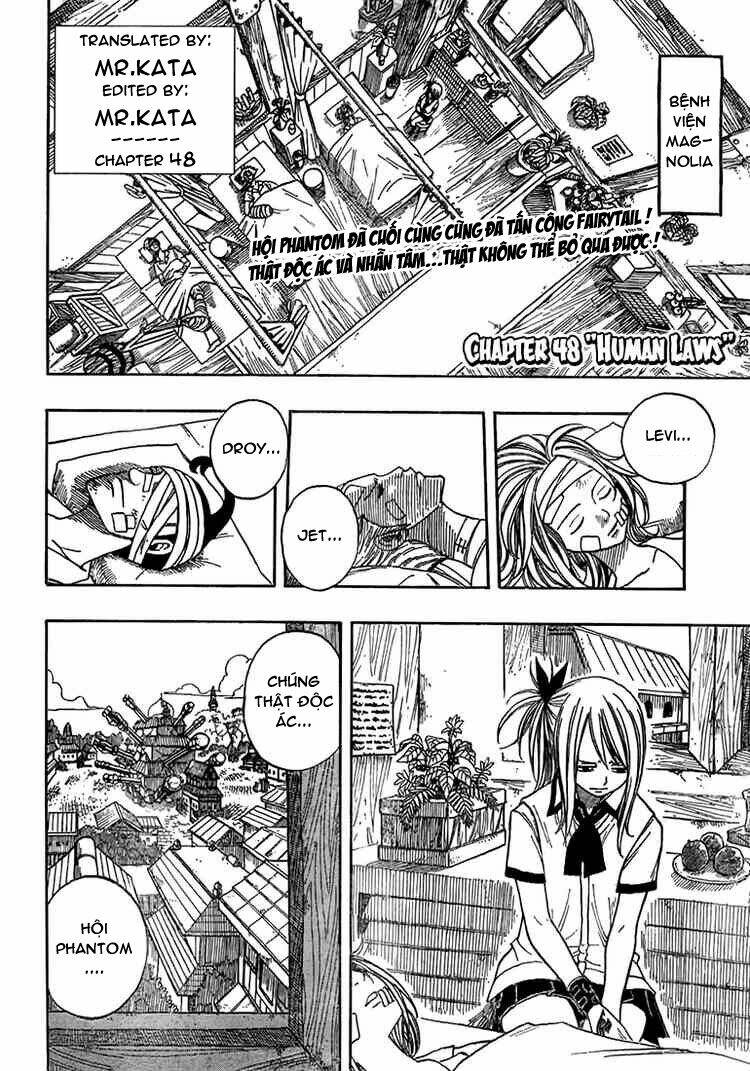 TRANSLATED BY:
MR.KATA
EDITED BY:
MR.KATA
------
CHAPTER 48
BỆNH
VIỆN
MAG-
NOLIA
HỘI PHANTOM ĐÃ CUỐI CÙNG CŨNG ĐÃ TẤN CÔNG FAIRYTAIL !
THẬT ĐỘC ÁC VÀ NHẪN TÂM...THẬT KHÔNG THỂ BỎ QUA ĐƯỢC !
CHAPTER 48 "HUMAN LAWS"
LEVI...
JET...
DROY...
CHÚNG
THẬT ĐỘC
ÁC...
HỘI
PHANTOM
....